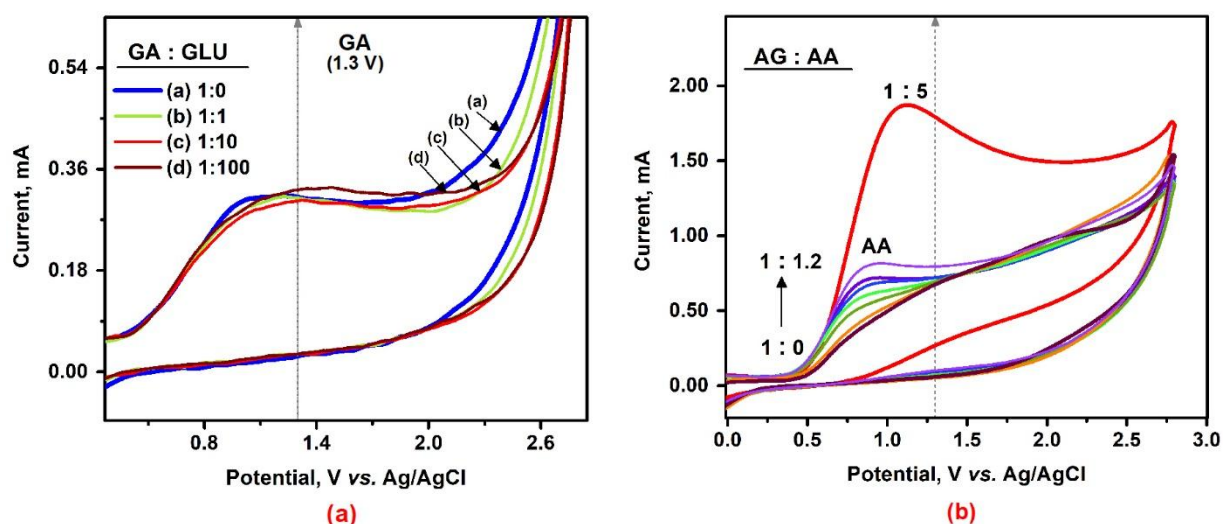 GA : GLU
(a) 1:0
(b) 1:1
(c) 1:10
(d) 1:100
GA
(1.3 V)
(a)
(b)
(c)
(d)
0.54
0.36
0.18
0.00
Current, mA
0.8 1.4 2.0 2.6
Potential, V vs. Ag/AgCl
(a)
AG : AA
1 : 5
AA
1 : 1.2
1 : 0
2.00
1.50
1.00
0.50
0.00
Current, mA
0.0 0.5 1.0 1.5 2.0 2.5 3.0
Potential, V vs. Ag/AgCl
(b)